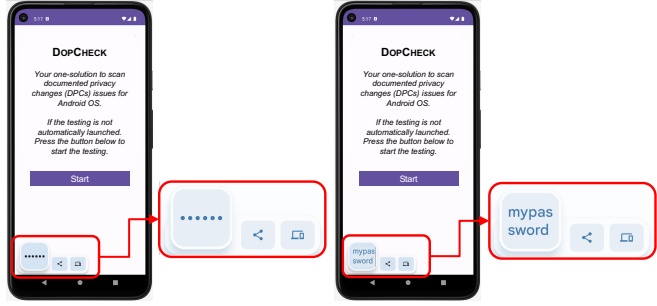 5:17
DOPCHECK
Your one-solution to scan
documented privacy
changes (DPCs) issues for
Android OS.
If the testing is not
automatically launched.
Press the button below to
start the testing.
Start
••••••
••••••
5:17
DOPCHECK
Your one-solution to scan
documented privacy
changes (DPCs) issues for
Android OS.
If the testing is not
automatically launched.
Press the button below to
start the testing.
Start
mypas
sword
mypas
sword